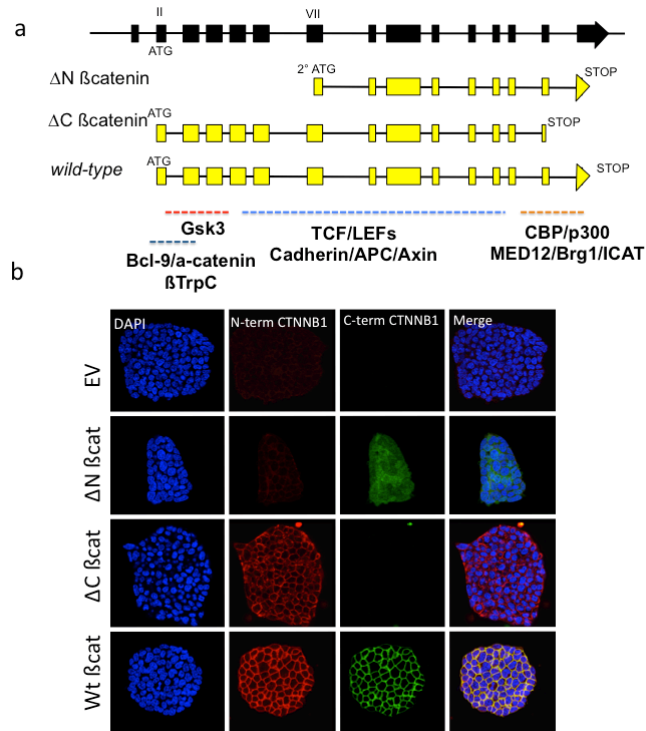 a
II
VII
ATG
ΔN ßcatenin
2° ATG
STOP
ΔC ßcatenin
ATG
STOP
wild-type
ATG
STOP
Gsk3
TCF/LEFs
CBP/p300
Bcl-9/a-catenin
Cadherin/APC/Axin
MED12/Brg1/ICAT
ßTrpC
b
DAPI
N-term CTNNB1
C-term CTNNB1
Merge
EV
ΔN ßcat
ΔC ßcat
Wt ßcat